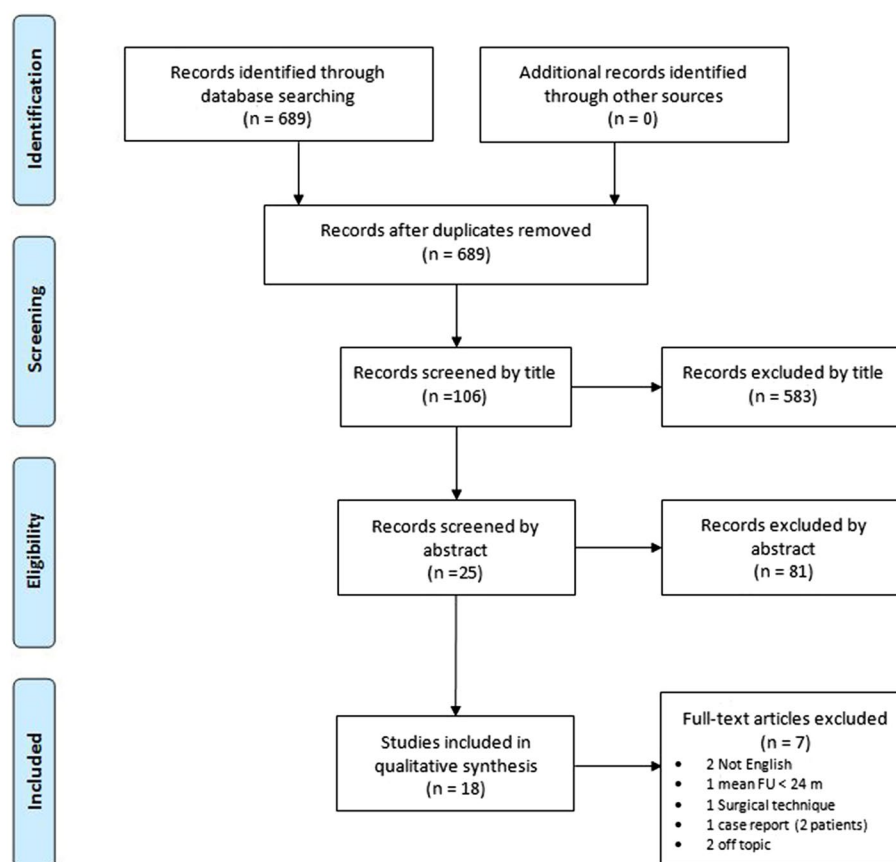 Identification
Records identified through
database searching
(n = 689)
Additional records identified
through other sources
(n = 0)
Records after duplicates removed
(n = 689)
Screening
Records screened by title
(n =106)
Records excluded by title
(n = 583)
Eligibility
Records screened by
abstract
(n =25)
Records excluded by
abstract
(n = 81)
Included
Studies included in
qualitative synthesis
(n = 18)
Full-text articles excluded
(n = 7)
• 2 Not English
• 1 mean FU < 24 m
• 1 Surgical technique
• 1 case report (2 patients)
• 2 off topic